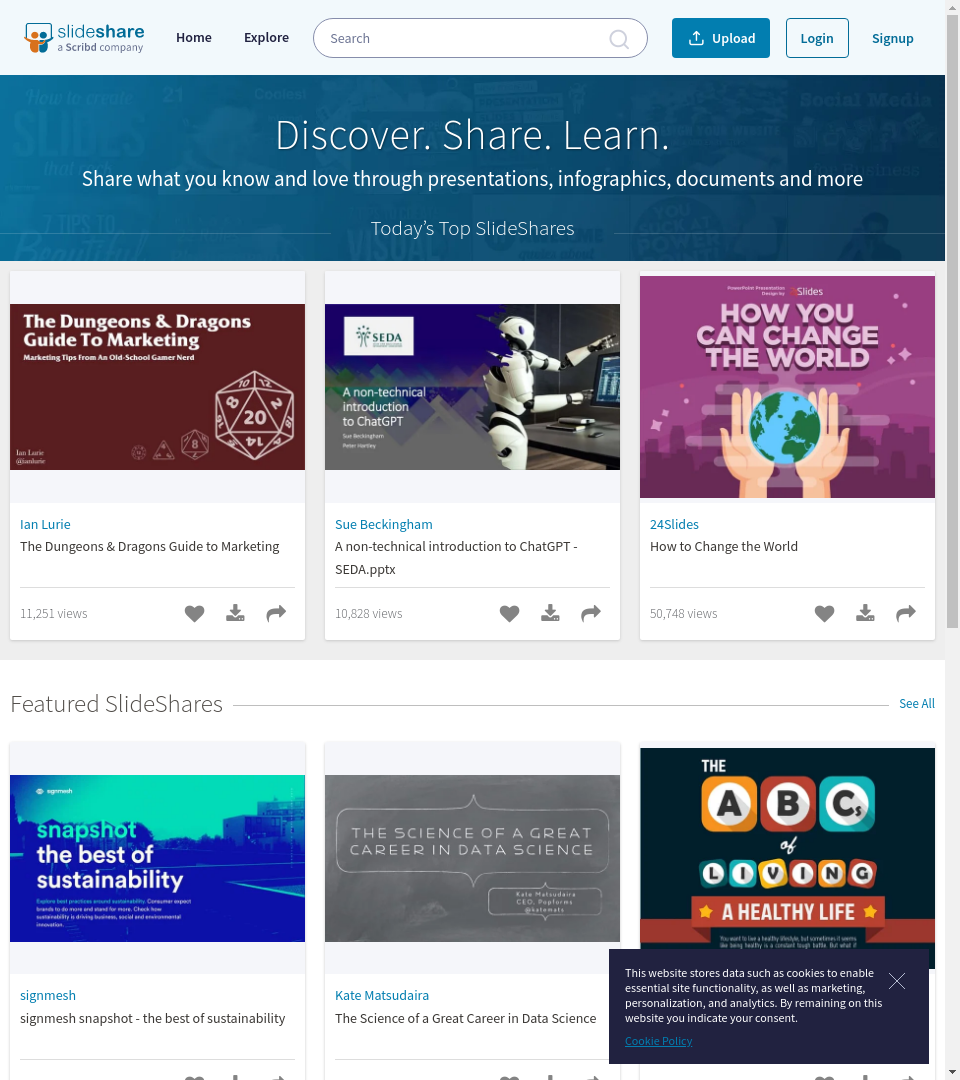 slideshare
a Scribd company
Home
Explore
Search
Upload
Login
Signup
Discover. Share. Learn.
Share what you know and love through presentations, infographics, documents and more
Today’s Top SlideShares
The Dungeons & Dragons
Guide To Marketing
Marketing Tips From An Old-School Gamer Nerd
Ian Lurie
@ianlurie
10
8
12
20
14
8
SEDA
A non-technical
introduction
to ChatGPT
Sue Beckingham
Peter Hartley
PowerPoint Presentation
Design by
24Slides
HOW YOU
CAN CHANGE
THE WORLD
Ian Lurie
The Dungeons & Dragons Guide to Marketing
11,251 views
Sue Beckingham
A non-technical introduction to ChatGPT -
SEDA.pptx
10,828 views
24Slides
How to Change the World
50,748 views
Featured SlideShares
See All
signmesh
snapshot
the best of
sustainability
Explore best practices around sustainability. Consumer expect
brands to do more and stand for more. Check how
sustainability is driving business, social and environmental
innovation.
THE SCIENCE OF A GREAT
CAREER IN DATA SCIENCE
Kate Matsudaira
CEO, Popforms
@katemats
THE
ABCs
of
LIVING
A HEALTHY LIFE
You want to live a healthy lifestyle, but sometimes it seems
like being healthy is a constant tough battle. But what if
signmesh
signmesh snapshot - the best of sustainability
Kate Matsudaira
The Science of a Great Career in Data Science
This website stores data such as cookies to enable
essential site functionality, as well as marketing,
personalization, and analytics. By remaining on this
website you indicate your consent.
Cookie Policy